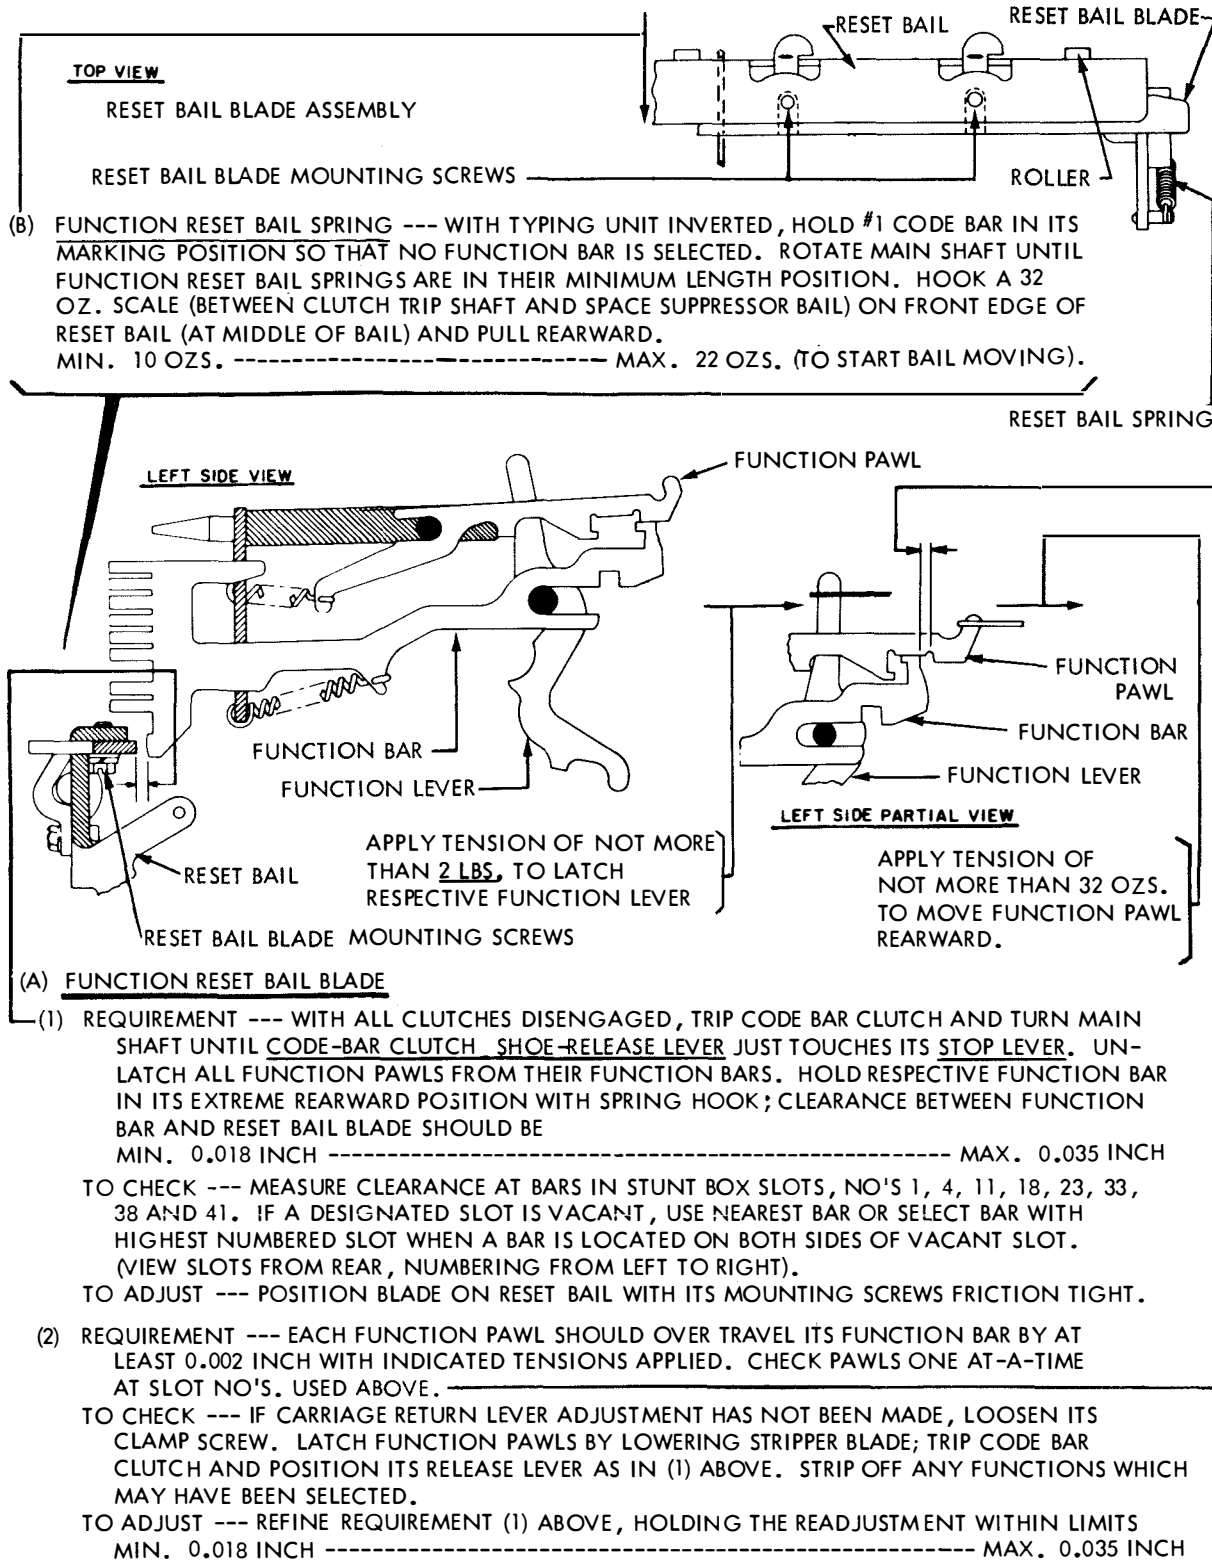 RESET BAIL
RESET BAIL BLADE
TOP VIEW
RESET BAIL BLADE ASSEMBLY
RESET BAIL BLADE MOUNTING SCREWS
ROLLER
(B) FUNCTION RESET BAIL SPRING --- WITH TYPING UNIT INVERTED, HOLD #1 CODE BAR IN ITS
MARKING POSITION SO THAT NO FUNCTION BAR IS SELECTED. ROTATE MAIN SHAFT UNTIL
FUNCTION RESET BAIL SPRINGS ARE IN THEIR MINIMUM LENGTH POSITION. HOOK A 32
OZ. SCALE (BETWEEN CLUTCH TRIP SHAFT AND SPACE SUPPRESSOR BAIL) ON FRONT EDGE OF
RESET BAIL (AT MIDDLE OF BAIL) AND PULL REARWARD.
MIN. 10 OZS. -------------------------------- MAX. 22 OZS. (TO START BAIL MOVING).
RESET BAIL SPRING
LEFT SIDE VIEW
FUNCTION PAWL
FUNCTION
PAWL
FUNCTION BAR
FUNCTION BAR
FUNCTION LEVER
FUNCTION LEVER
LEFT SIDE PARTIAL VIEW
APPLY TENSION OF NOT MORE
THAN 2 LBS. TO LATCH
RESPECTIVE FUNCTION LEVER
APPLY TENSION OF
NOT MORE THAN 32 OZS.
TO MOVE FUNCTION PAWL
REARWARD.
RESET BAIL
RESET BAIL BLADE MOUNTING SCREWS
(A) FUNCTION RESET BAIL BLADE
(1) REQUIREMENT --- WITH ALL CLUTCHES DISENGAGED, TRIP CODE BAR CLUTCH AND TURN MAIN
SHAFT UNTIL CODE-BAR CLUTCH SHOE-RELEASE LEVER JUST TOUCHES ITS STOP LEVER. UN-
LATCH ALL FUNCTION PAWLS FROM THEIR FUNCTION BARS. HOLD RESPECTIVE FUNCTION BAR
IN ITS EXTREME REARWARD POSITION WITH SPRING HOOK; CLEARANCE BETWEEN FUNCTION
BAR AND RESET BAIL BLADE SHOULD BE
MIN. 0.018 INCH ----------------------------------------------------- MAX. 0.035 INCH
TO CHECK --- MEASURE CLEARANCE AT BARS IN STUNT BOX SLOTS, NO'S 1, 4, 11, 18, 23, 33,
38 AND 41. IF A DESIGNATED SLOT IS VACANT, USE NEAREST BAR OR SELECT BAR WITH
HIGHEST NUMBERED SLOT WHEN A BAR IS LOCATED ON BOTH SIDES OF VACANT SLOT.
(VIEW SLOTS FROM REAR, NUMBERING FROM LEFT TO RIGHT).
TO ADJUST --- POSITION BLADE ON RESET BAIL WITH ITS MOUNTING SCREWS FRICTION TIGHT.
(2) REQUIREMENT --- EACH FUNCTION PAWL SHOULD OVER TRAVEL ITS FUNCTION BAR BY AT
LEAST 0.002 INCH WITH INDICATED TENSIONS APPLIED. CHECK PAWLS ONE AT-A-TIME
AT SLOT NO'S. USED ABOVE.
TO CHECK --- IF CARRIAGE RETURN LEVER ADJUSTMENT HAS NOT BEEN MADE, LOOSEN ITS
CLAMP SCREW. LATCH FUNCTION PAWLS BY LOWERING STRIPPER BLADE; TRIP CODE BAR
CLUTCH AND POSITION ITS RELEASE LEVER AS IN (1) ABOVE. STRIP OFF ANY FUNCTIONS WHICH
MAY HAVE BEEN SELECTED.
TO ADJUST --- REFINE REQUIREMENT (1) ABOVE, HOLDING THE READJUSTMENT WITHIN LIMITS
MIN. 0.018 INCH ------------------------------------------------------- MAX. 0.035 INCH